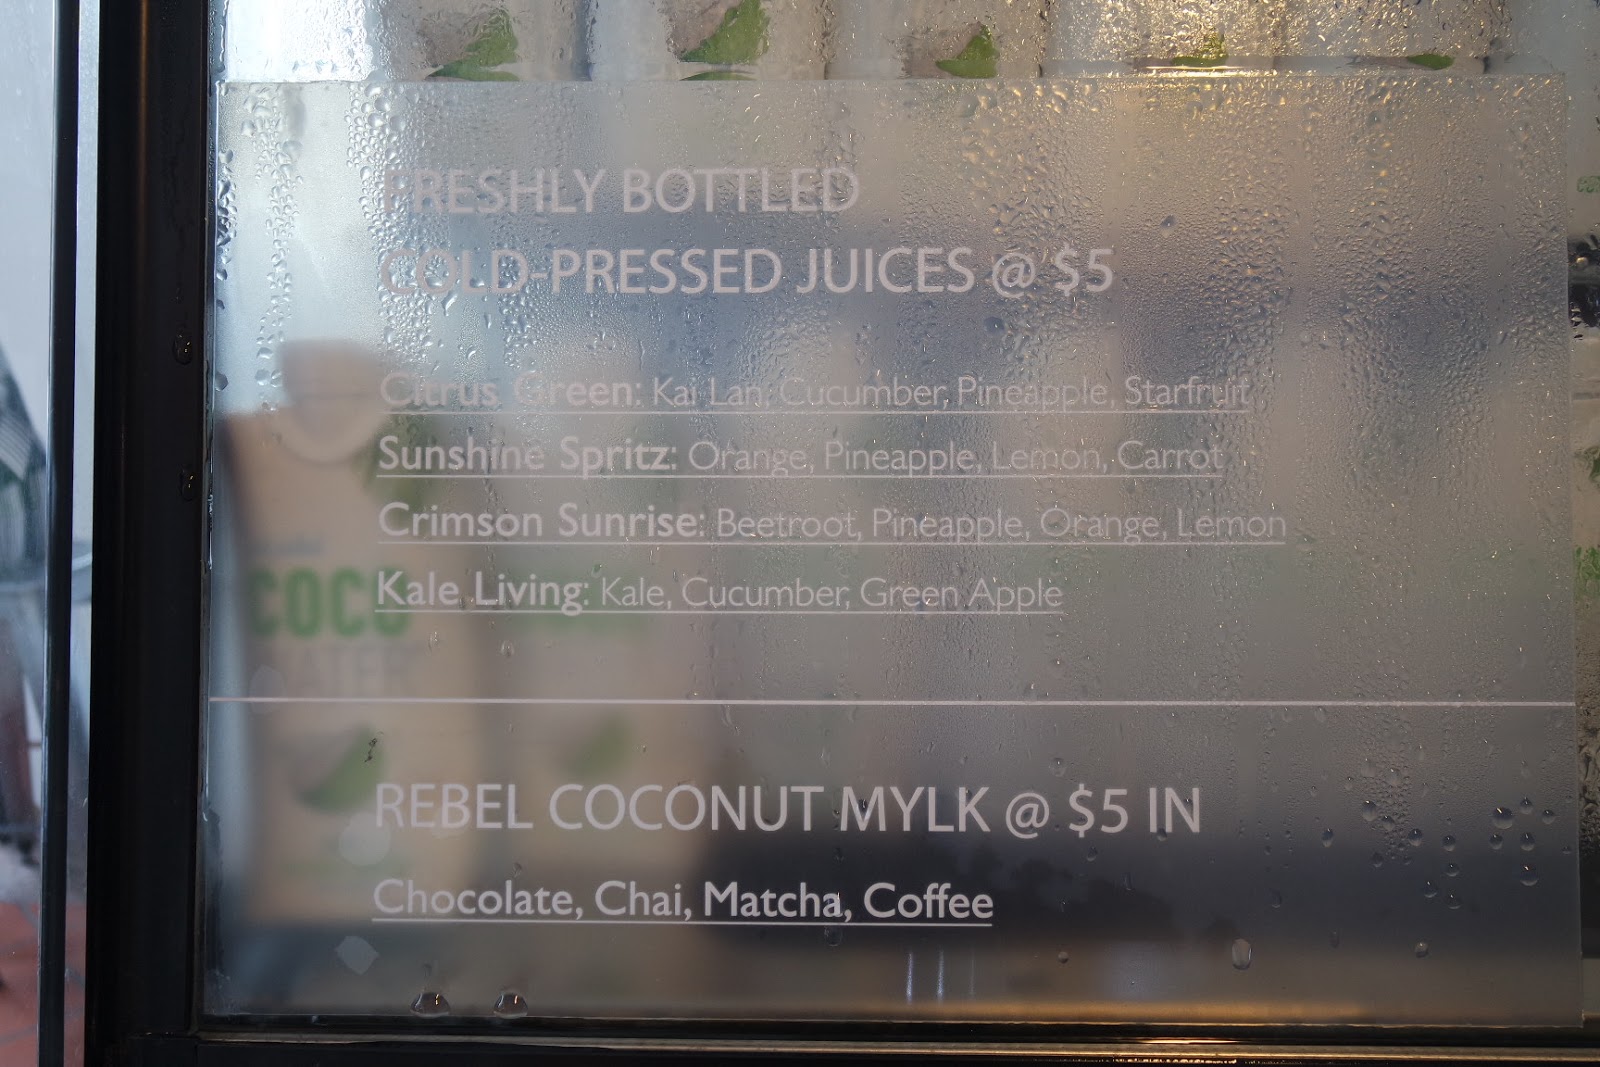 FRESHLY BOTTLED
COLD-PRESSED JUICES @ $5
Citrus Green: Kai Lan, Cucumber, Pineapple, Starfruit
Sunshine Spritz: Orange, Pineapple, Lemon, Carrot
Crimson Sunrise: Beetroot, Pineapple, Orange, Lemon
Kale Living: Kale, Cucumber, Green Apple
COCO
WATER
REBEL COCONUT MYLK @ $5 IN
Chocolate, Chai, Matcha, Coffee